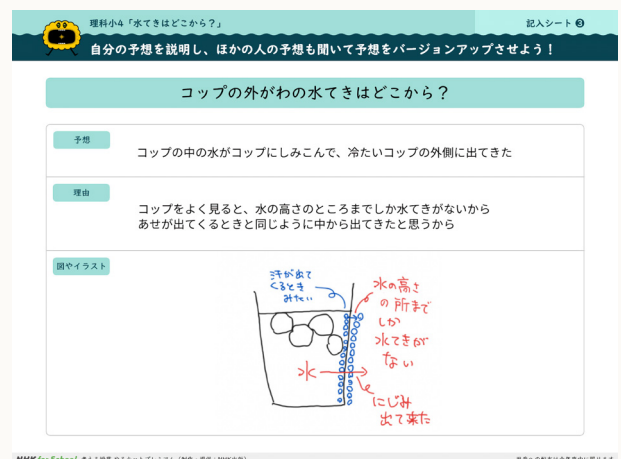 理科小4「水てきはどこから？」
記入シート ❸
自分の予想を説明し、ほかの人の予想も聞いて予想をバージョンアップさせよう！
コップの外がわの水てきはどこから？
予想
コップの中の水がコップにしみこんで、冷たいコップの外側に出てきた
理由
コップをよく見ると、水の高さのところまでしか水てきがないから
あせが出てくるときと同じように中から出てきたと思うから
図やイラスト
汗が出て
くるとき
みたい
水の高さ
の所まで
しか
水てきが
ない
水
にじみ
出て来た
NHK for School